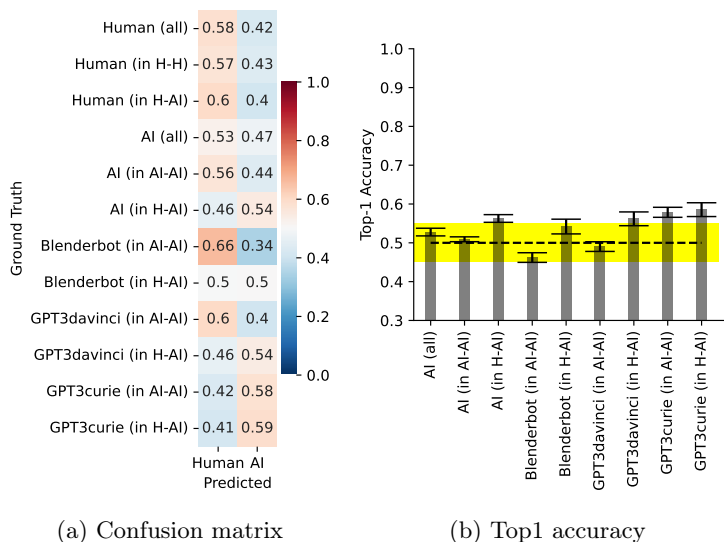 Ground Truth
Human (all) 0.58 0.42
Human (in H-H) 0.57 0.43
Human (in H-AI) 0.6 0.4
AI (all) 0.53 0.47
AI (in AI-AI) 0.56 0.44
AI (in H-AI) 0.46 0.54
Blenderbot (in AI-AI) 0.66 0.34
Blenderbot (in H-AI) 0.5 0.5
GPT3davinci (in AI-AI) 0.6 0.4
GPT3davinci (in H-AI) 0.46 0.54
GPT3curie (in AI-AI) 0.42 0.58
GPT3curie (in H-AI) 0.41 0.59
Human AI
Predicted
1.0
0.8
0.6
0.4
0.2
0.0
(a) Confusion matrix
Top-1 Accuracy
1.0
0.9
0.8
0.7
0.6
0.5
0.4
0.3
AI (all)
AI (in AI-AI)
AI (in H-AI)
Blenderbot (in AI-AI)
Blenderbot (in H-AI)
GPT3davinci (in AI-AI)
GPT3davinci (in H-AI)
GPT3curie (in AI-AI)
GPT3curie (in H-AI)
(b) Top1 accuracy